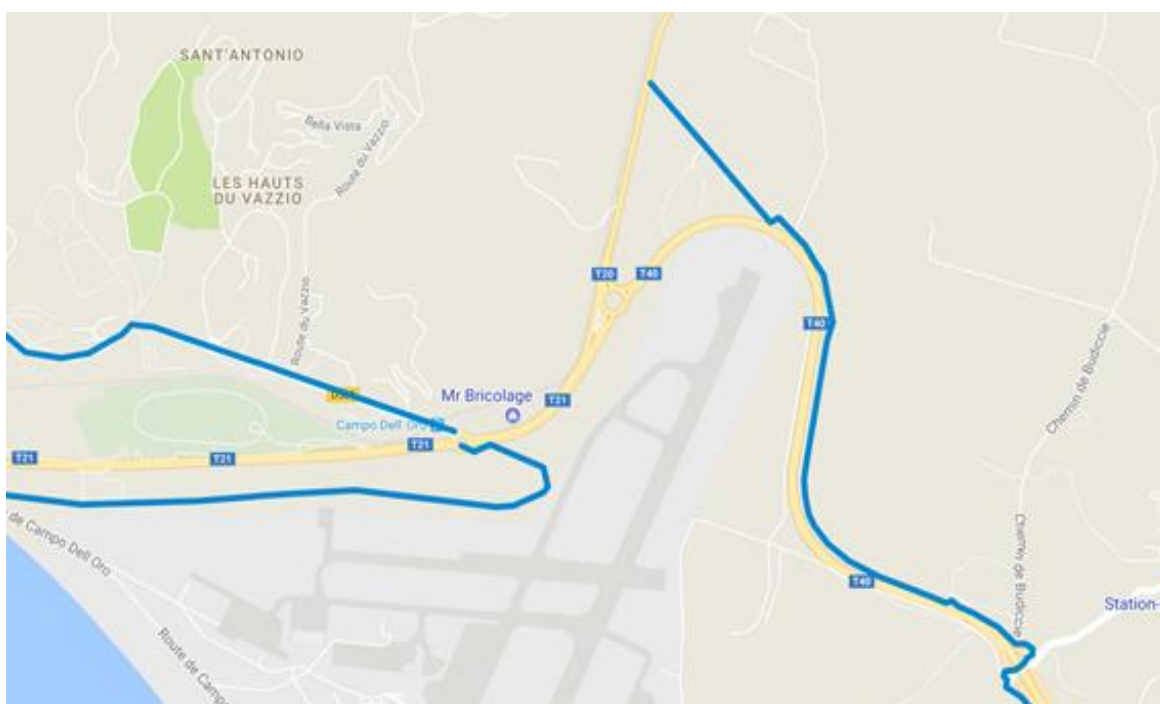 SANT'ANTONIO
Bella Vista
Route du Vazzio
LES HAUTS
DU VAZZIO
T20
T40
Route du Vazzio
T40
Chemin de Budiccie
Mr Bricolage
T21
Campo Dell' Oro
T21
T21
T21
de Campo Dell Oro
Chemin de Budiccie
T40
Station-
Route de Campo